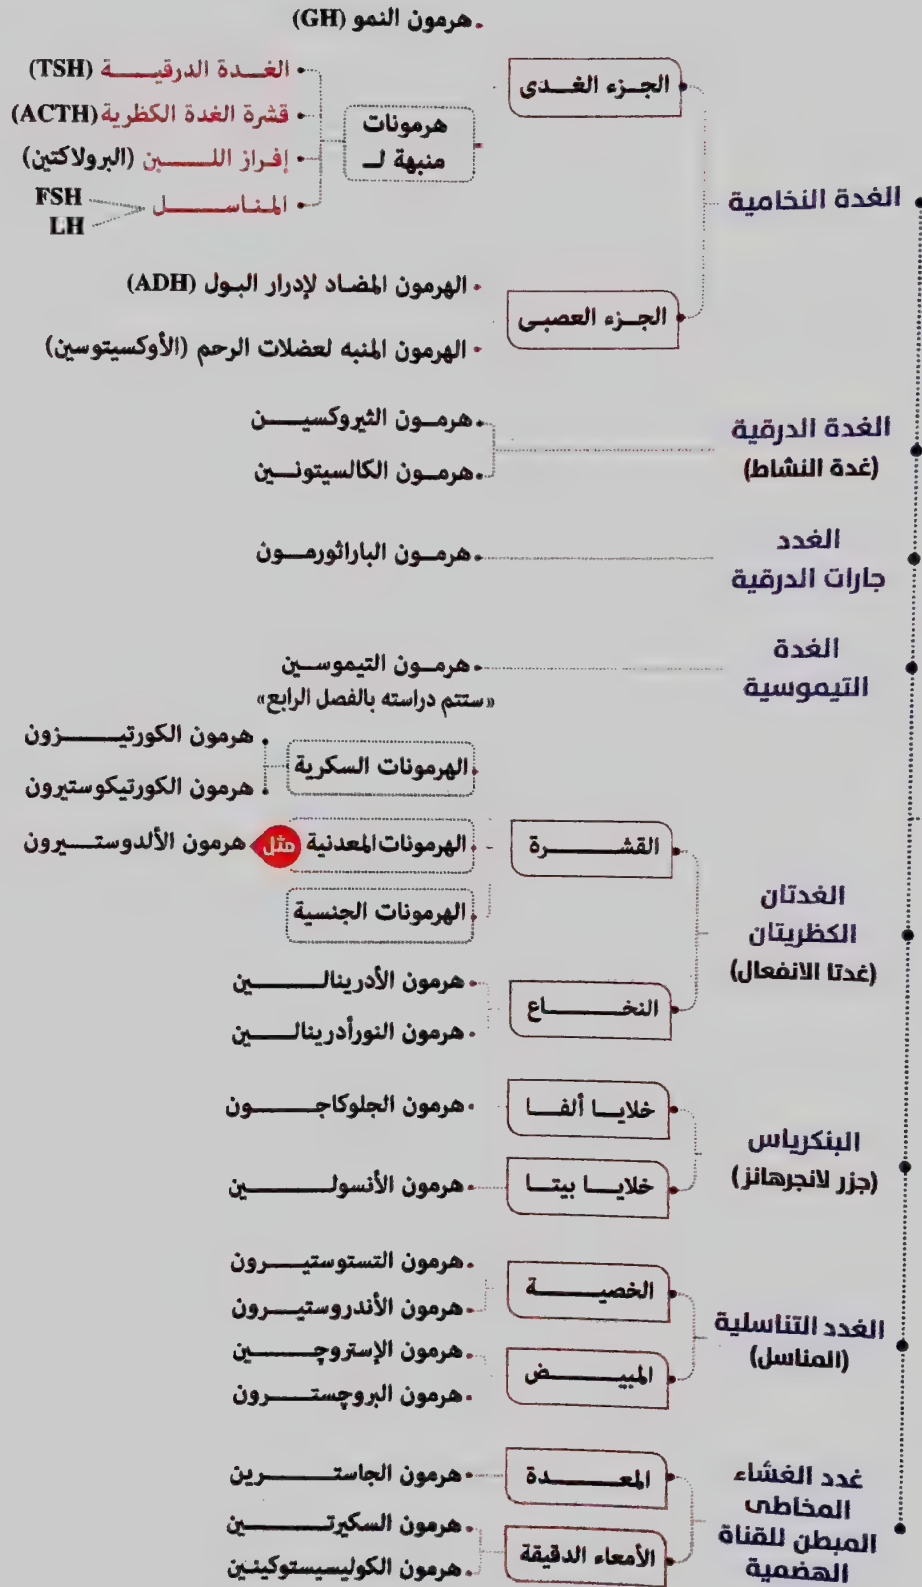 هرمون النمو (GH)
الجزء الغدى
الغدة الدرقية (TSH)
قشرة الغدة الكظرية (ACTH)
هرمونات
منبهة لـ
إفراز اللبن (البرولاكتين)
المناسل
FSH
LH
الغدة النخامية
الهرمون المضاد لإدرار البول (ADH)
الجزء العصبى
الهرمون المنبه لعضلات الرحم (الأوكسيتوسين)
الغدة الدرقية
(غدة النشاط)
هرمون الثيروكسين
هرمون الكالسيتونين
الغدد
جارات الدرقية
هرمون الباراثورمون
الغدة
التيموسية
هرمون التيموسين
«ستتم دراسته بالفصل الرابع»
الغدتان
الكظريتان
(غدتا الانفعال)
القشرة
الهرمونات السكرية
هرمون الكورتيزون
هرمون الكورتيكوستيرون
الهرمونات المعدنية مثل هرمون الألدوستيرون
الهرمونات الجنسية
النخاع
هرمون الأدرينالين
هرمون النورأدرينالين
البنكرياس
(جزر لانجرهانز)
خلايا ألفا
هرمون الجلوكاجون
خلايا بيتا
هرمون الأنسولين
الغدد التناسلية
(المناسل)
الخصية
هرمون التستوستيرون
هرمون الأندروستيرون
المبيض
هرمون الإستروچين
هرمون البروچسترون
غدد الغشاء
المخاطى
المبطن للقناة
الهضمية
المعدة
هرمون الجاسترين
الأمعاء الدقيقة
هرمون السكيرتين
هرمون الكوليسيستوكينين